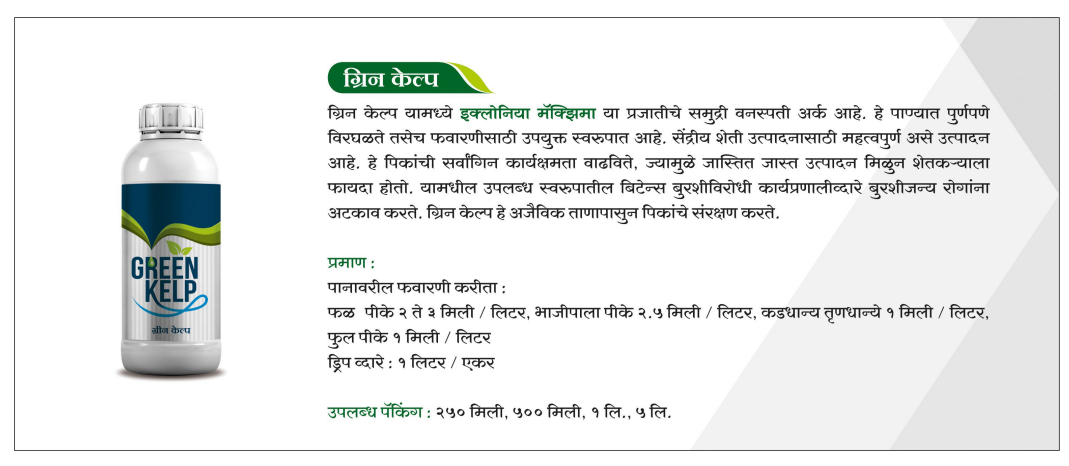 ग्रिन केल्प
ग्रिन केल्प यामध्ये इक्लोनिया मॅक्झिमा या प्रजातीचे समुद्री वनस्पती अर्क आहे. हे पाण्यात पुर्णपणे
विरघळते तसेच फवारणीसाठी उपयुक्त स्वरुपात आहे. सेंद्रीय शेती उत्पादनासाठी महत्वपुर्ण असे उत्पादन
आहे. हे पिकांची सर्वांगिन कार्यक्षमता वाढविते, ज्यामुळे जास्तित जास्त उत्पादन मिळुन शेतकऱ्याला
फायदा होतो. यामधील उपलब्ध स्वरुपातील बिटेन्स बुरशीविरोधी कार्यप्रणालीव्दारे बुरशीजन्य रोगांना
अटकाव करते. ग्रिन केल्प हे अजैविक ताणापासुन पिकांचे संरक्षण करते.
प्रमाण :
पानावरील फवारणी करीता :
फळ पीके २ ते ३ मिली / लिटर, भाजीपाला पीके २.५ मिली / लिटर, कडधान्य तृणधान्ये १ मिली / लिटर,
फुल पीके १ मिली / लिटर
ड्रिप व्दारे : १ लिटर / एकर
उपलब्ध पॅकिंग : २५० मिली, ५०० मिली, १ लि., ५ लि.
GREEN
KELP
ग्रीन केल्प